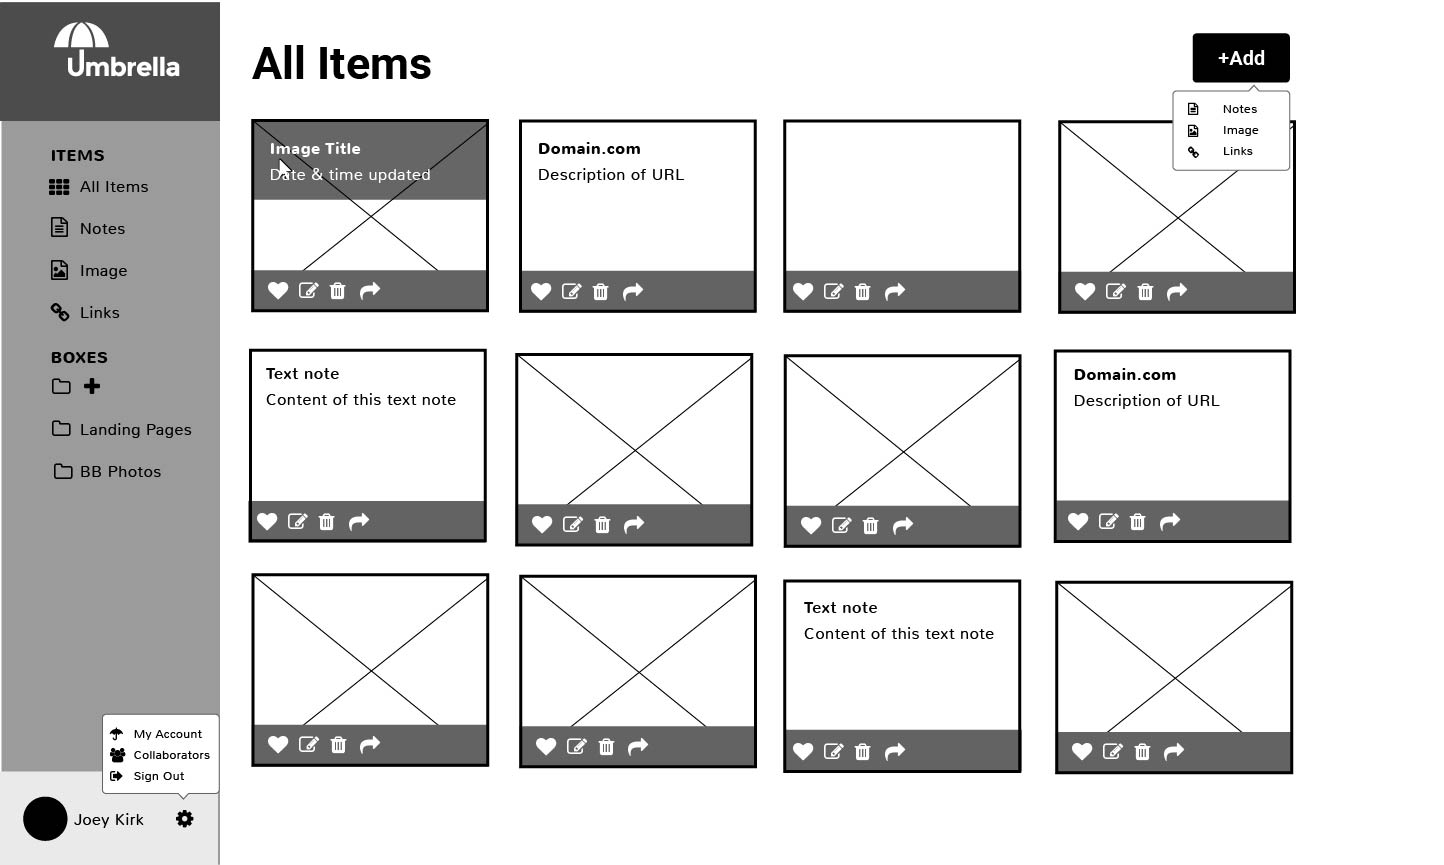 Umbrella
ITEMS
All Items
Notes
Image
Links
BOXES
Landing Pages
BB Photos
My Account
Collaborators
Sign Out
Joey Kirk
All Items
+Add
Notes
Image
Links
Image Title
Date & time updated
Domain.com
Description of URL
Text note
Content of this text note
Domain.com
Description of URL
Text note
Content of this text note